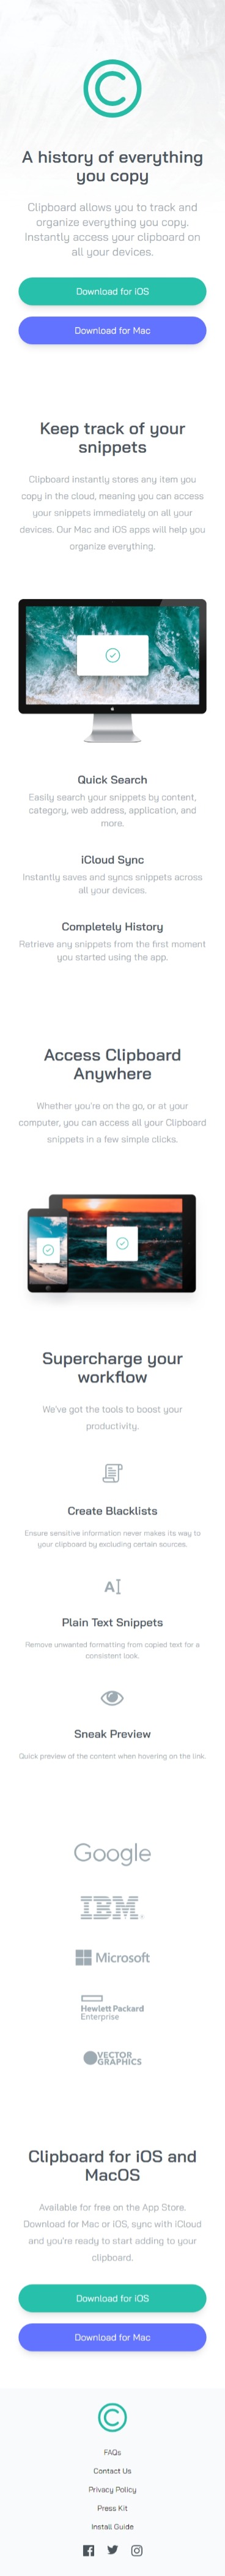 A history of everything
you copy
Clipboard allows you to track and
organize everything you copy.
Instantly access your clipboard on
all your devices.
Download for iOS
Download for Mac
Keep track of your
snippets
Clipboard instantly stores any item you
copy in the cloud, meaning you can access
your snippets immediately on all your
devices. Our Mac and iOS apps will help you
organize everything.
Quick Search
Easily search your snippets by content,
category, web address, application, and
more.
iCloud Sync
Instantly saves and syncs snippets across
all your devices.
Completely History
Retrieve any snippets from the first moment
you started using the app.
Access Clipboard
Anywhere
Whether you're on the go, or at your
computer, you can access all your Clipboard
snippets in a few simple clicks.
Supercharge your
workflow
We've got the tools to boost your
productivity.
Create Blacklists
Ensure sensitive information never makes its way to
your clipboard by excluding certain sources.
AI
Plain Text Snippets
Remove unwanted formatting from copied text for a
consistent look.
Sneak Preview
Quick preview of the content when hovering on the link.
Google
IBM
Microsoft
Hewlett Packard
Enterprise
VECTOR
GRAPHICS
Clipboard for iOS and
MacOS
Available for free on the App Store.
Download for Mac or iOS, sync with iCloud
and you're ready to start adding to your
clipboard.
Download for iOS
Download for Mac
FAQs
Contact Us
Privacy Policy
Press Kit
Install Guide